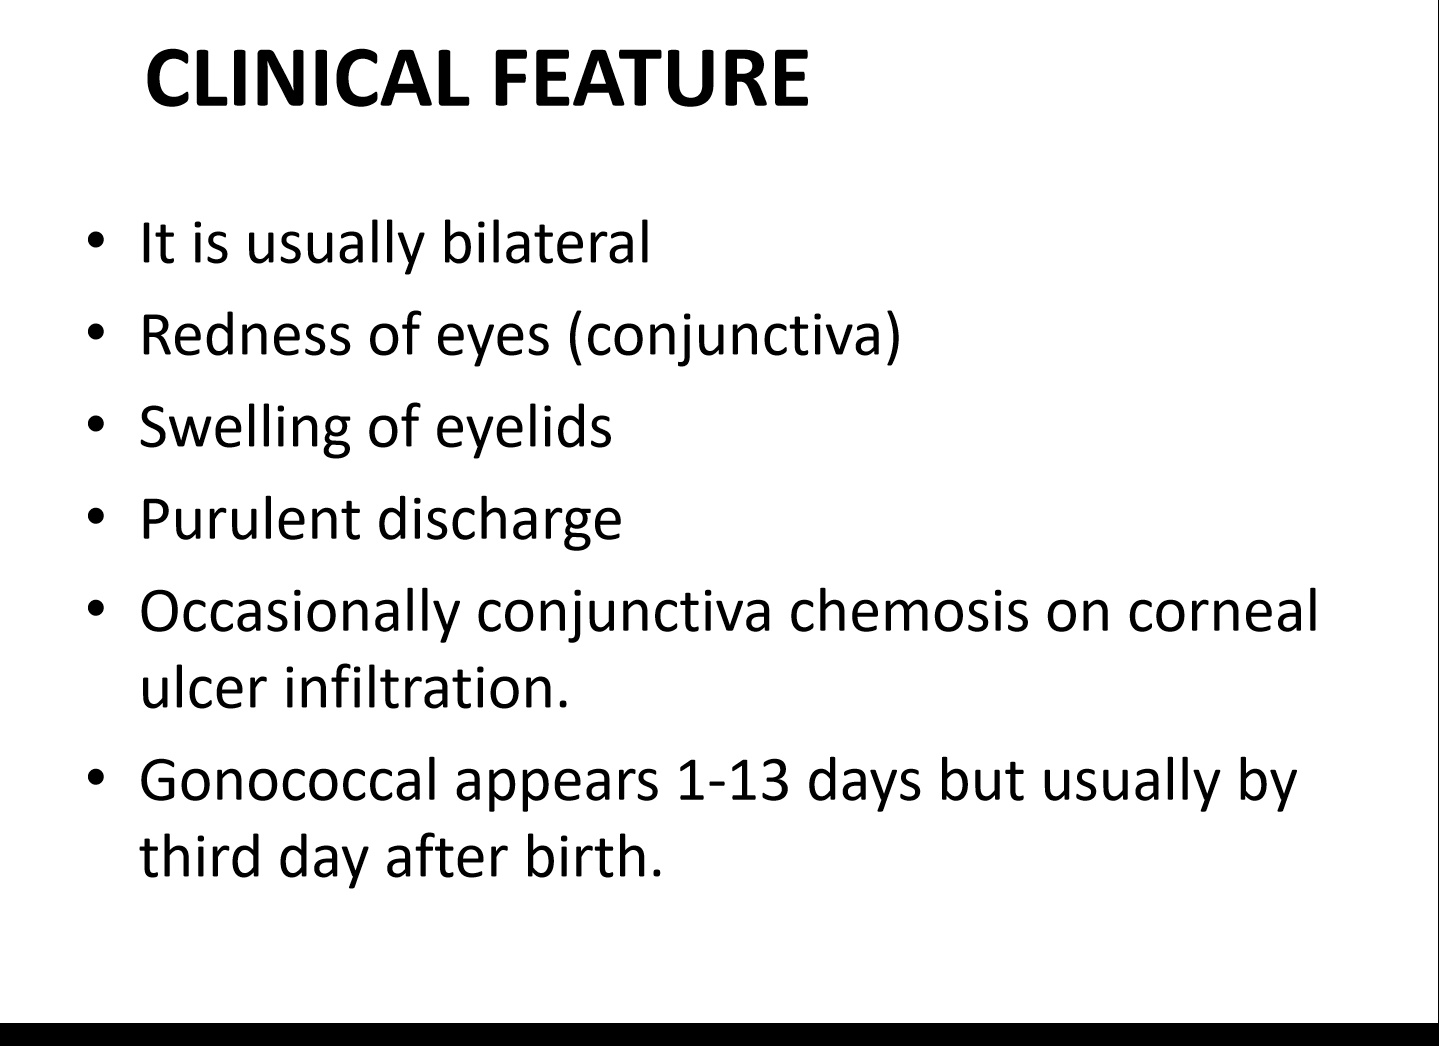 CLINICAL FEATURE
• It is usually bilateral
• Redness of eyes (conjunctiva)
• Swelling of eyelids
• Purulent discharge
• Occasionally conjunctiva chemosis on corneal
ulcer infiltration.
• Gonococcal appears 1-13 days but usually by
third day after birth.